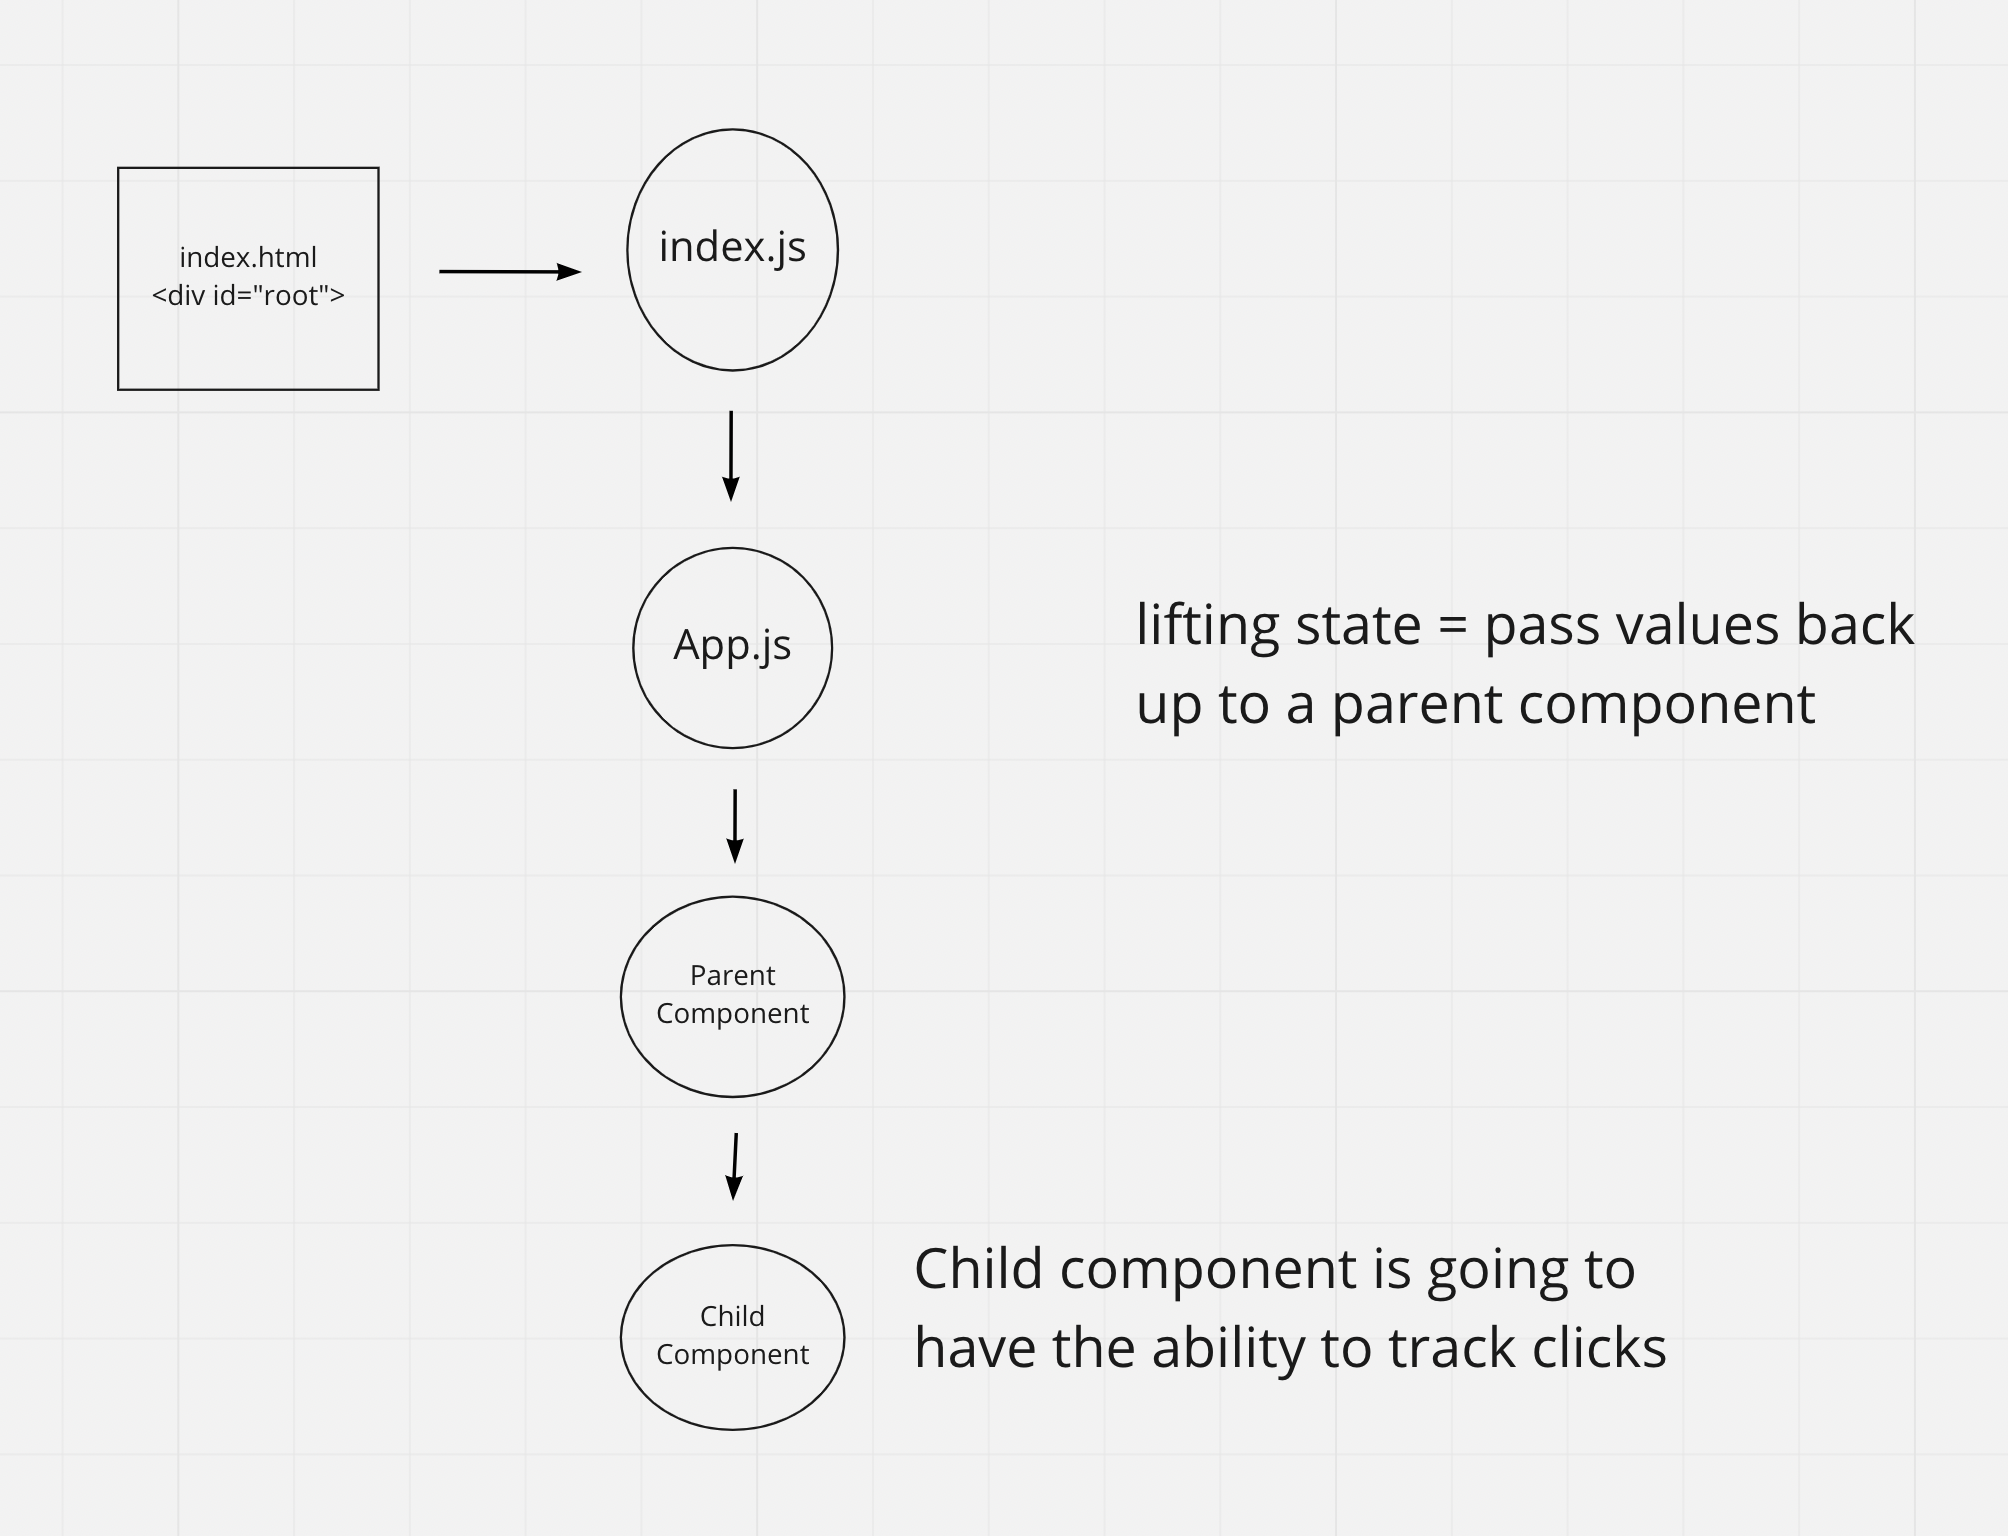 index.html
<div id="root">
index.js
App.js
lifting state = pass values back
up to a parent component
Parent
Component
Child
Component
Child component is going to
have the ability to track clicks